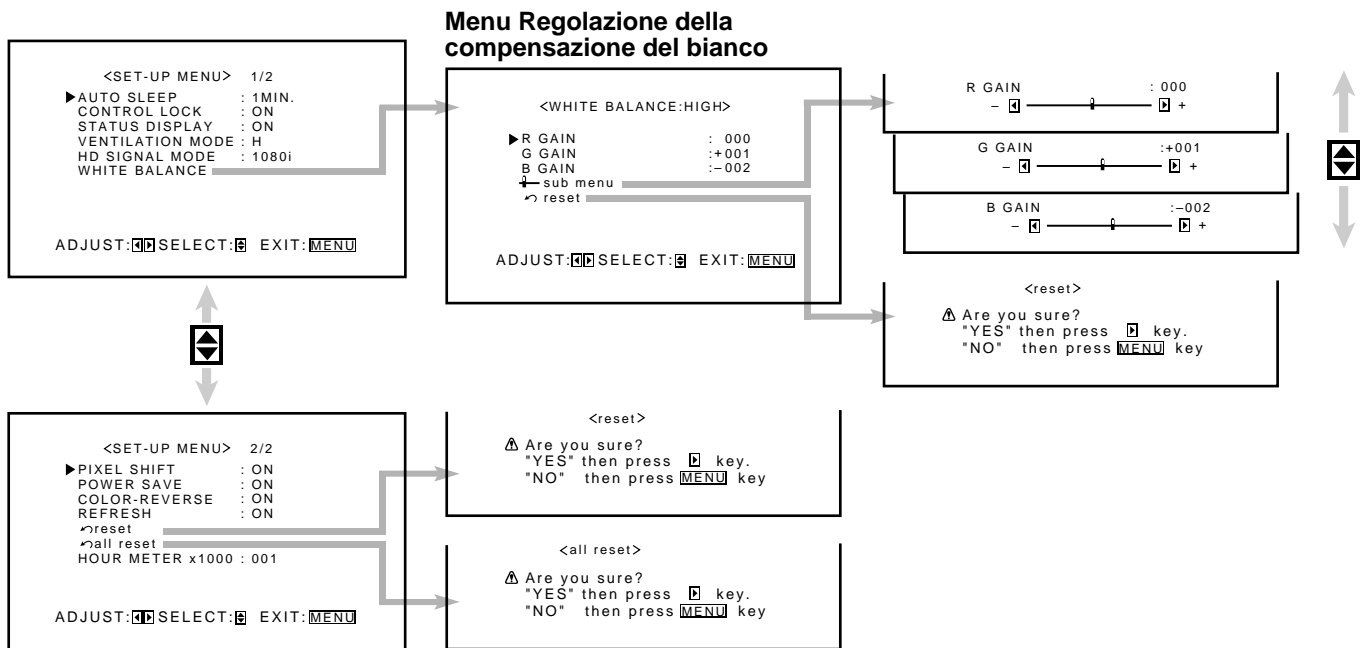 Menu Regolazione della
compensazione del bianco
<SET-UP MENU> 1/2
▶AUTO SLEEP : 1MIN.
CONTROL LOCK : ON
STATUS DISPLAY : ON
VENTILATION MODE : H
HD SIGNAL MODE : 1080i
WHITE BALANCE
ADJUST:◀▶ SELECT: EXIT: MENU
<WHITE BALANCE:HIGH>
▶R GAIN : 000
G GAIN :+001
B GAIN :–002
sub menu
reset
ADJUST:◀▶ SELECT: EXIT: MENU
R GAIN : 000
– ◀ ▶ +
G GAIN :+001
– ◀ ▶ +
B GAIN :–002
– ◀ ▶ +
<reset>
Are you sure?
"YES" then press ▶ key.
"NO" then press MENU key
<SET-UP MENU> 2/2
▶PIXEL SHIFT : ON
POWER SAVE : ON
COLOR-REVERSE : ON
REFRESH : ON
reset
all reset
HOUR METER x1000 : 001
ADJUST:◀▶ SELECT: EXIT: MENU
<reset>
Are you sure?
"YES" then press ▶ key.
"NO" then press MENU key
<all reset>
Are you sure?
"YES" then press ▶ key.
"NO" then press MENU key